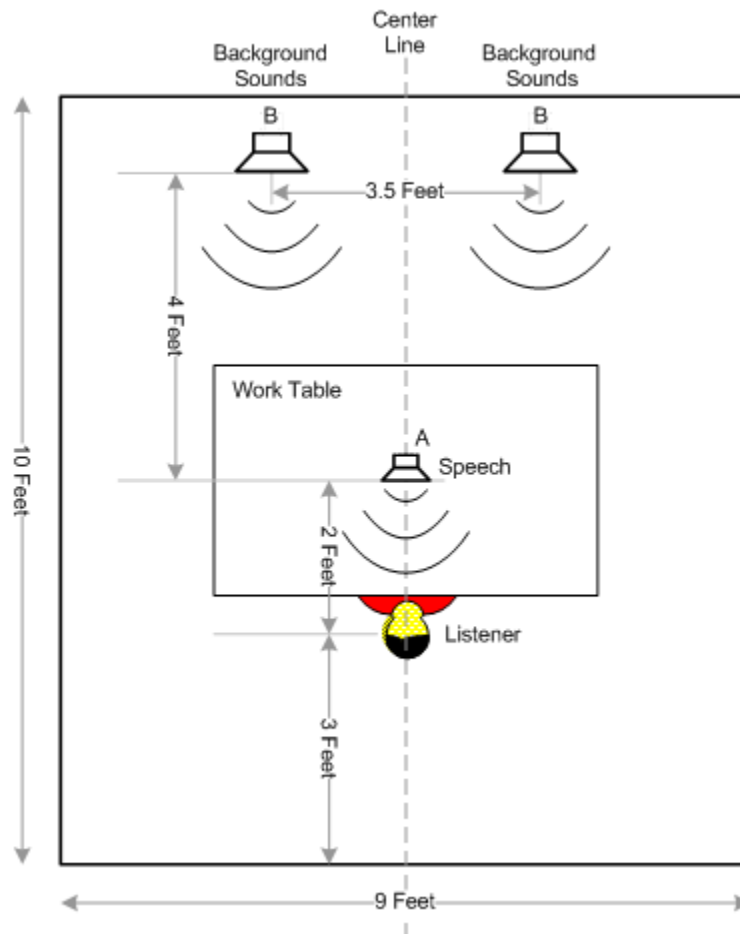 Center
Line
Background
Sounds
Background
Sounds
B
B
3.5 Feet
4 Feet
Work Table
A
Speech
10 Feet
2 Feet
Listener
3 Feet
9 Feet